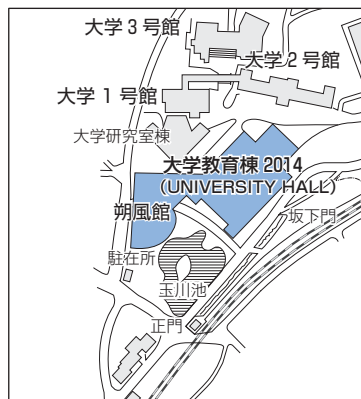 大学3号館
大学2号館
大学1号館
大学研究室棟
大学教育棟 2014
(UNIVERSITY HALL)
朔風館
坂下門
駐在所
玉川池
正門